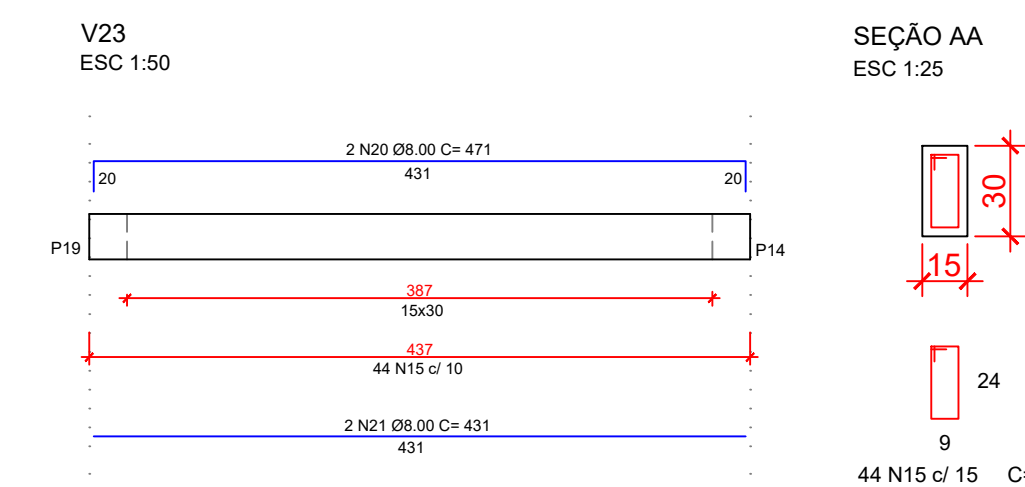 V23
ESC 1:50
2 N20 Ø8.00 C= 471
20
431
20
P19
P14
387
15x30
437
44 N15 c/ 10
2 N21 Ø8.00 C= 431
431
SEÇÃO AA
ESC 1:25
30
15
24
9
44 N15 c/ 15 C=